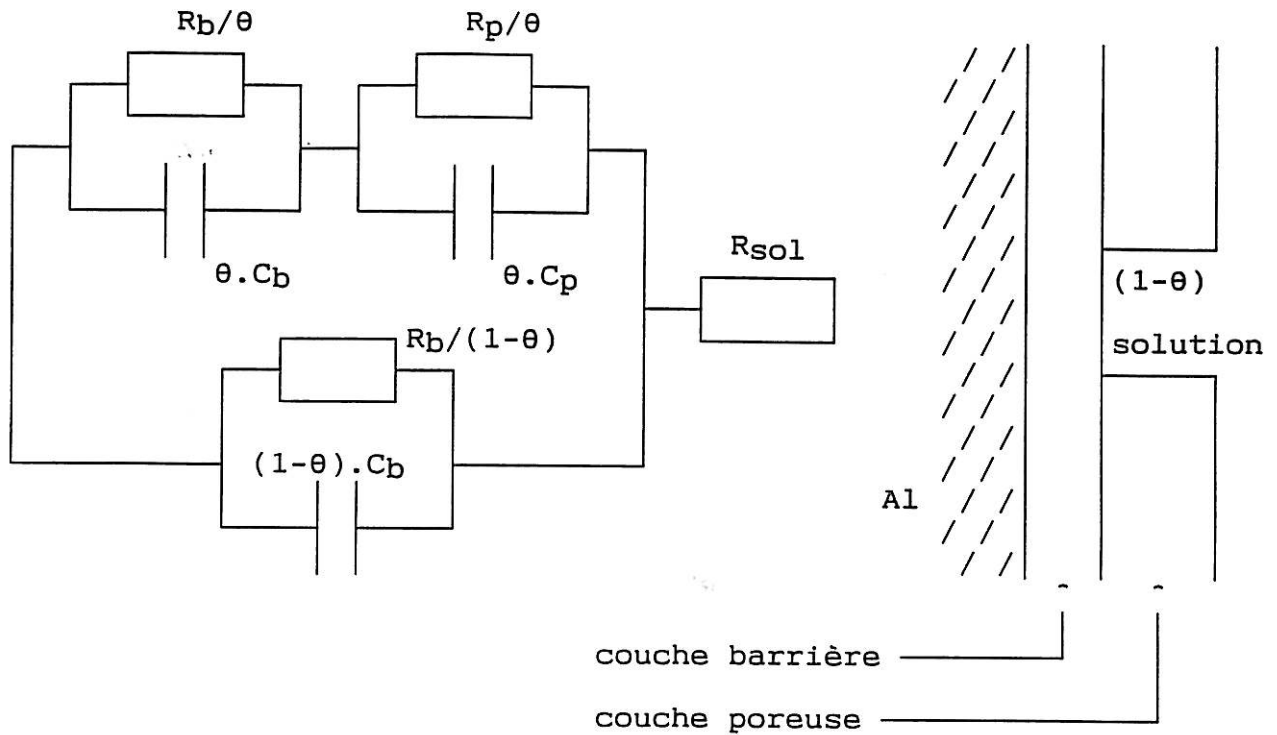 Rb/θ
Rp/θ
θ.Cb
θ.Cp
Rsol
(1-θ)
solution
Rb/(1-θ)
(1-θ).Cb
Al
couche barrière
couche poreuse